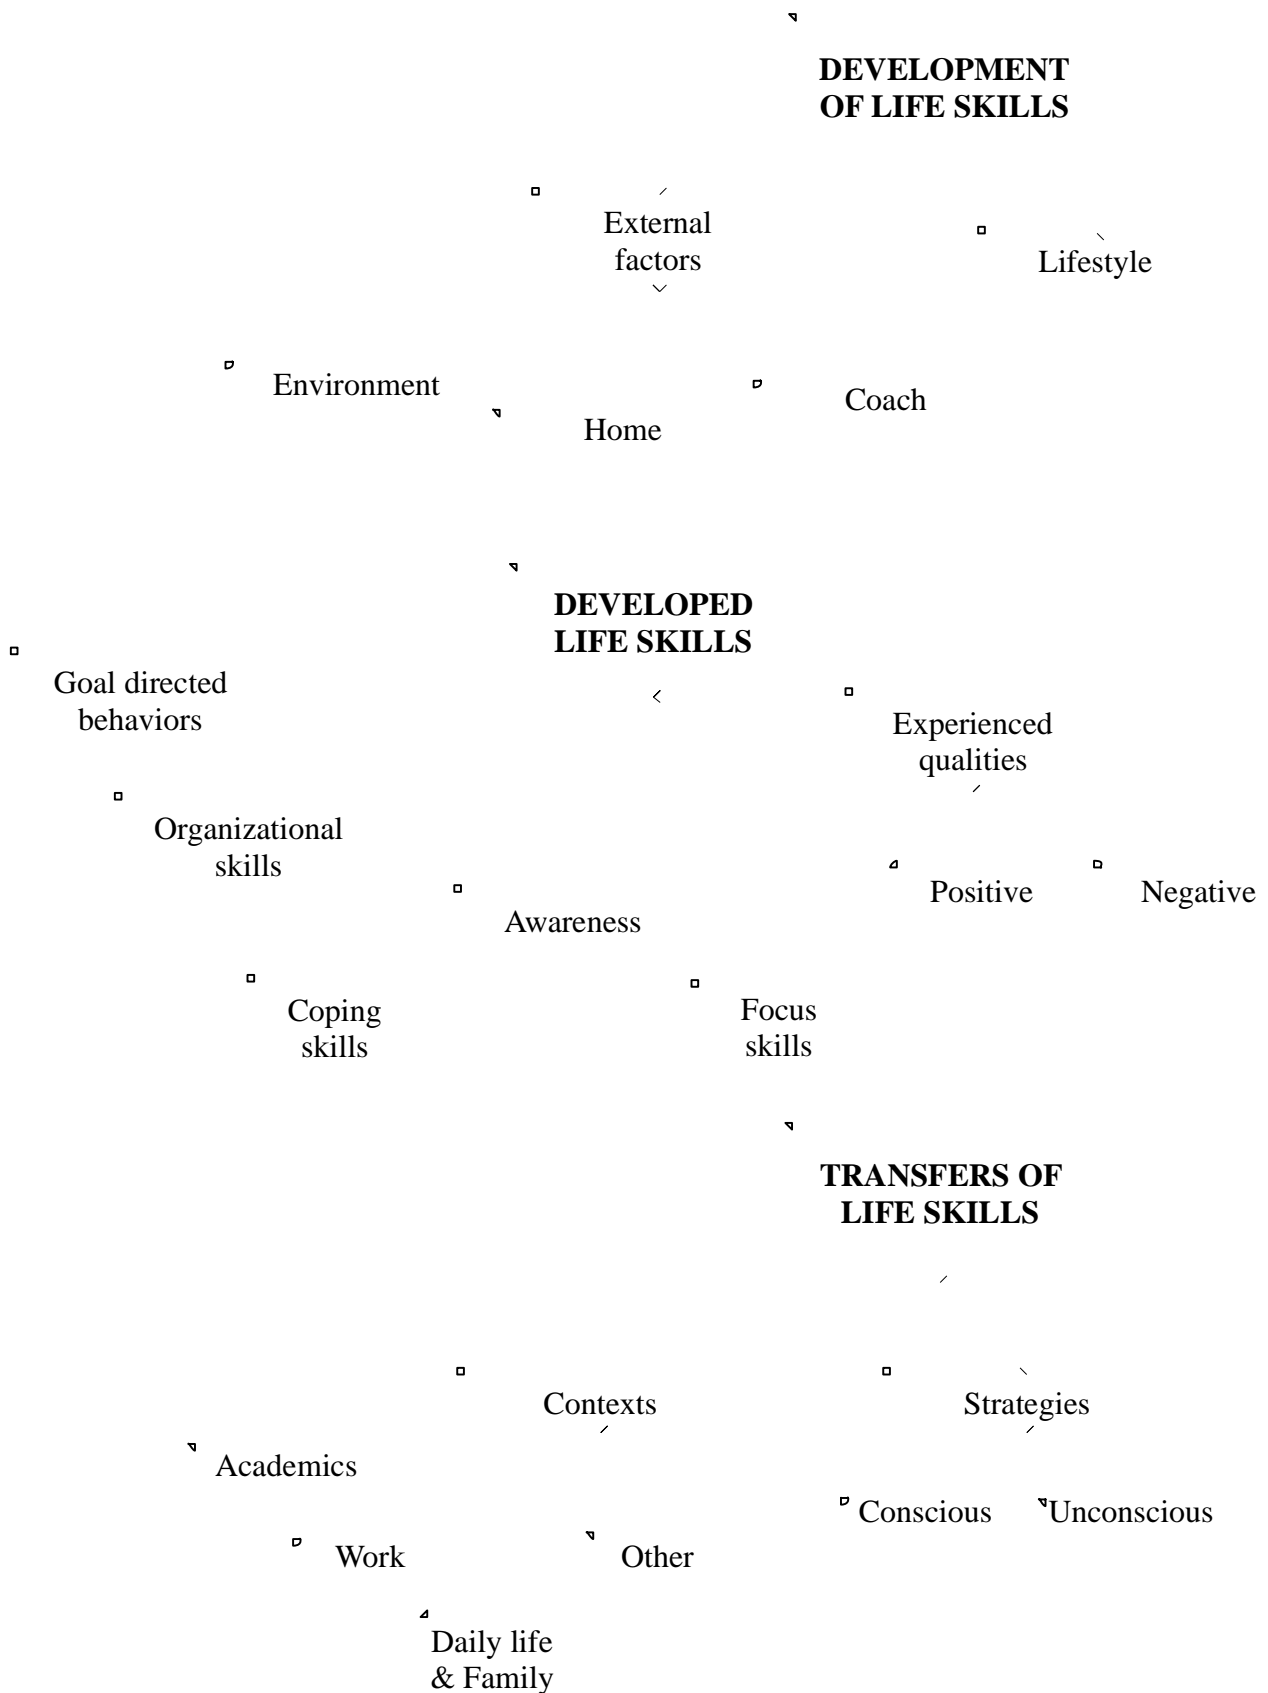 DEVELOPMENT
OF LIFE SKILLS
External
factors
Lifestyle
Environment
Home
Coach
DEVELOPED
LIFE SKILLS
Goal directed
behaviors
Experienced
qualities
Organizational
skills
Awareness
Positive
Negative
Coping
skills
Focus
skills
TRANSFERS OF
LIFE SKILLS
Contexts
Strategies
Academics
Conscious
Unconscious
Work
Other
Daily life
& Family